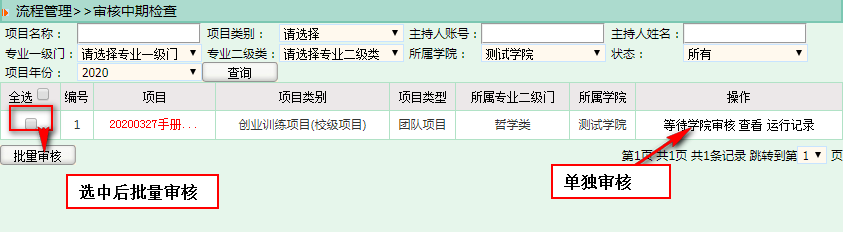 流程管理>>审核中期检查
项目名称： 项目类别： 请选择 主持人账号： 主持人姓名：
专业一级门： 请选择专业一级门 专业二级类： 请选择专业二级类 所属学院： 测试学院 状态： 所有
项目年份： 2020 查询
全选 编号 项目 项目类别 项目类型 所属专业二级门 所属学院 操作
1 20200327手册... 创业训练项目(校级项目) 团队项目 哲学类 测试学院 等待学院审核 查看 运行记录
批量审核 第1页 共1页 共1条记录 跳转到第 1 页
选中后批量审核 单独审核